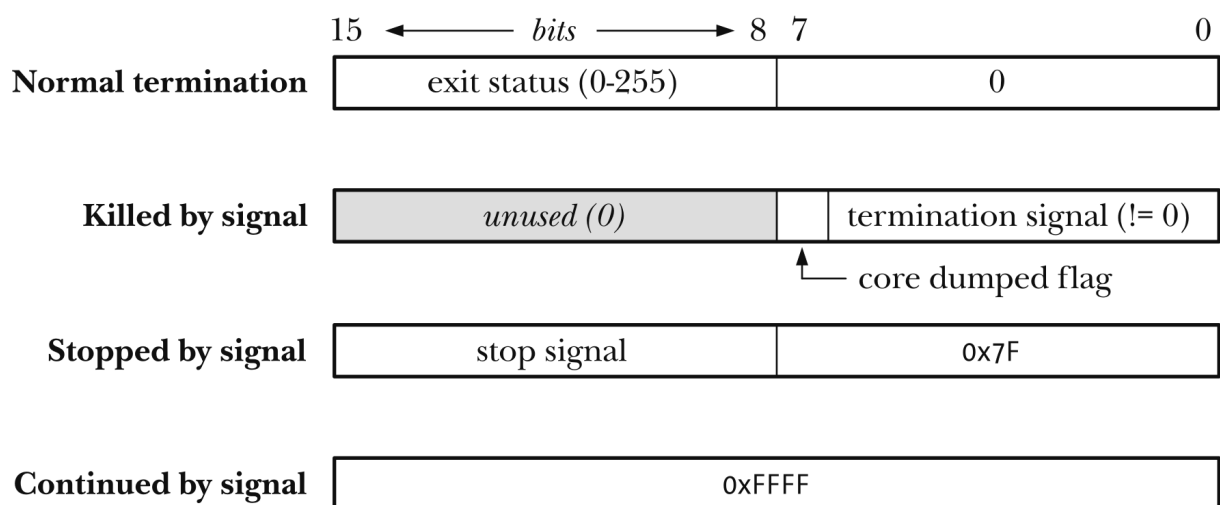 15 bits 8 7 0
Normal termination exit status (0-255) 0
Killed by signal unused (0) termination signal (!= 0)
core dumped flag
Stopped by signal stop signal 0x7F
Continued by signal 0xFFFF